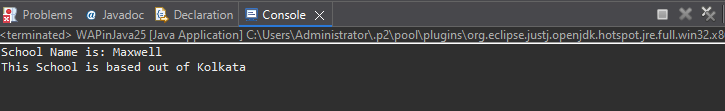 Problems @ Javadoc Declaration Console
<terminated> WAPinJava25 [Java Application] C:\Users\Administrator\.p2\pool\plugins\org.eclipse.justj.openjdk.hotspot.jre.full.win32.x8
School Name is: Maxwell
This School is based out of Kolkata